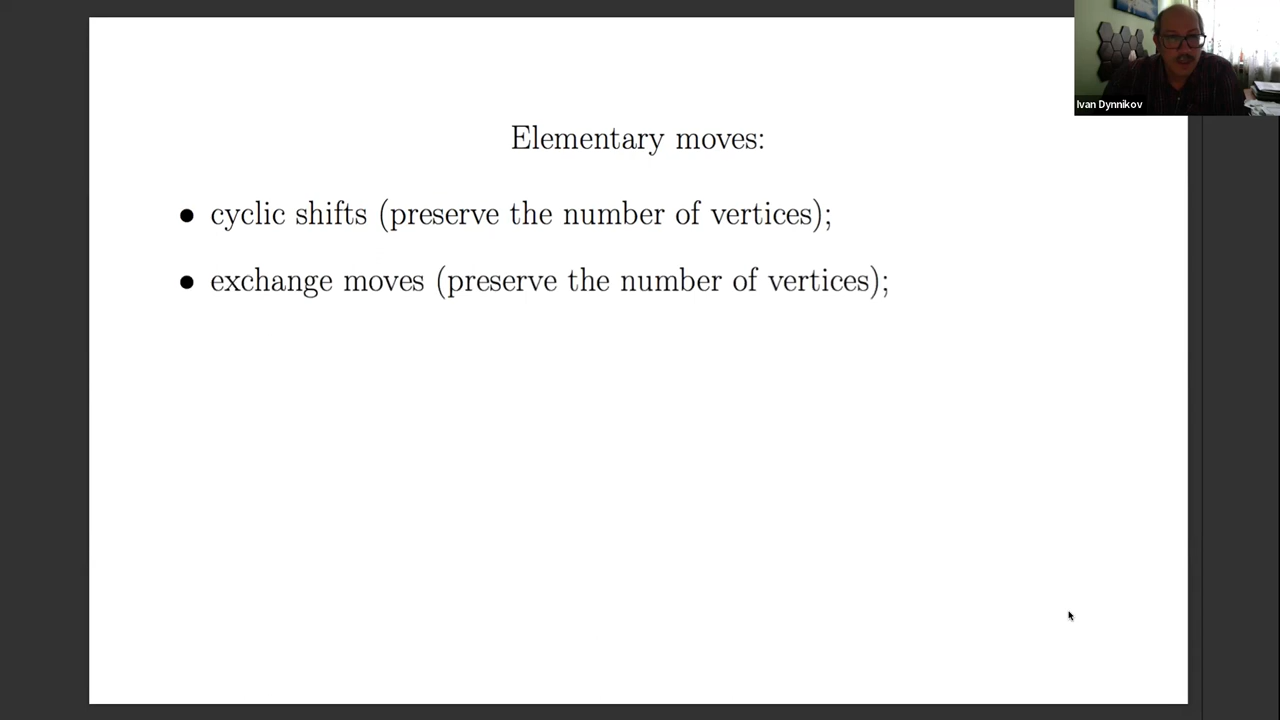 Ivan Dynnikov
Elementary moves:
• cyclic shifts (preserve the number of vertices);
• exchange moves (preserve the number of vertices);